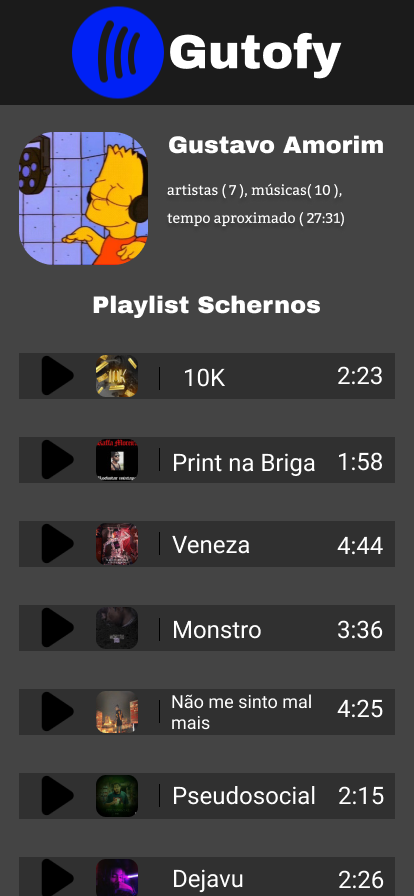 Gutofy
Gustavo Amorim
artistas ( 7 ), músicas( 10 ),
tempo aproximado ( 27:31)
Playlist Schernos
10K 2:23
Print na Briga 1:58
Veneza 4:44
Monstro 3:36
Não me sinto mal
mais 4:25
Pseudosocial 2:15
Dejavu 2:26